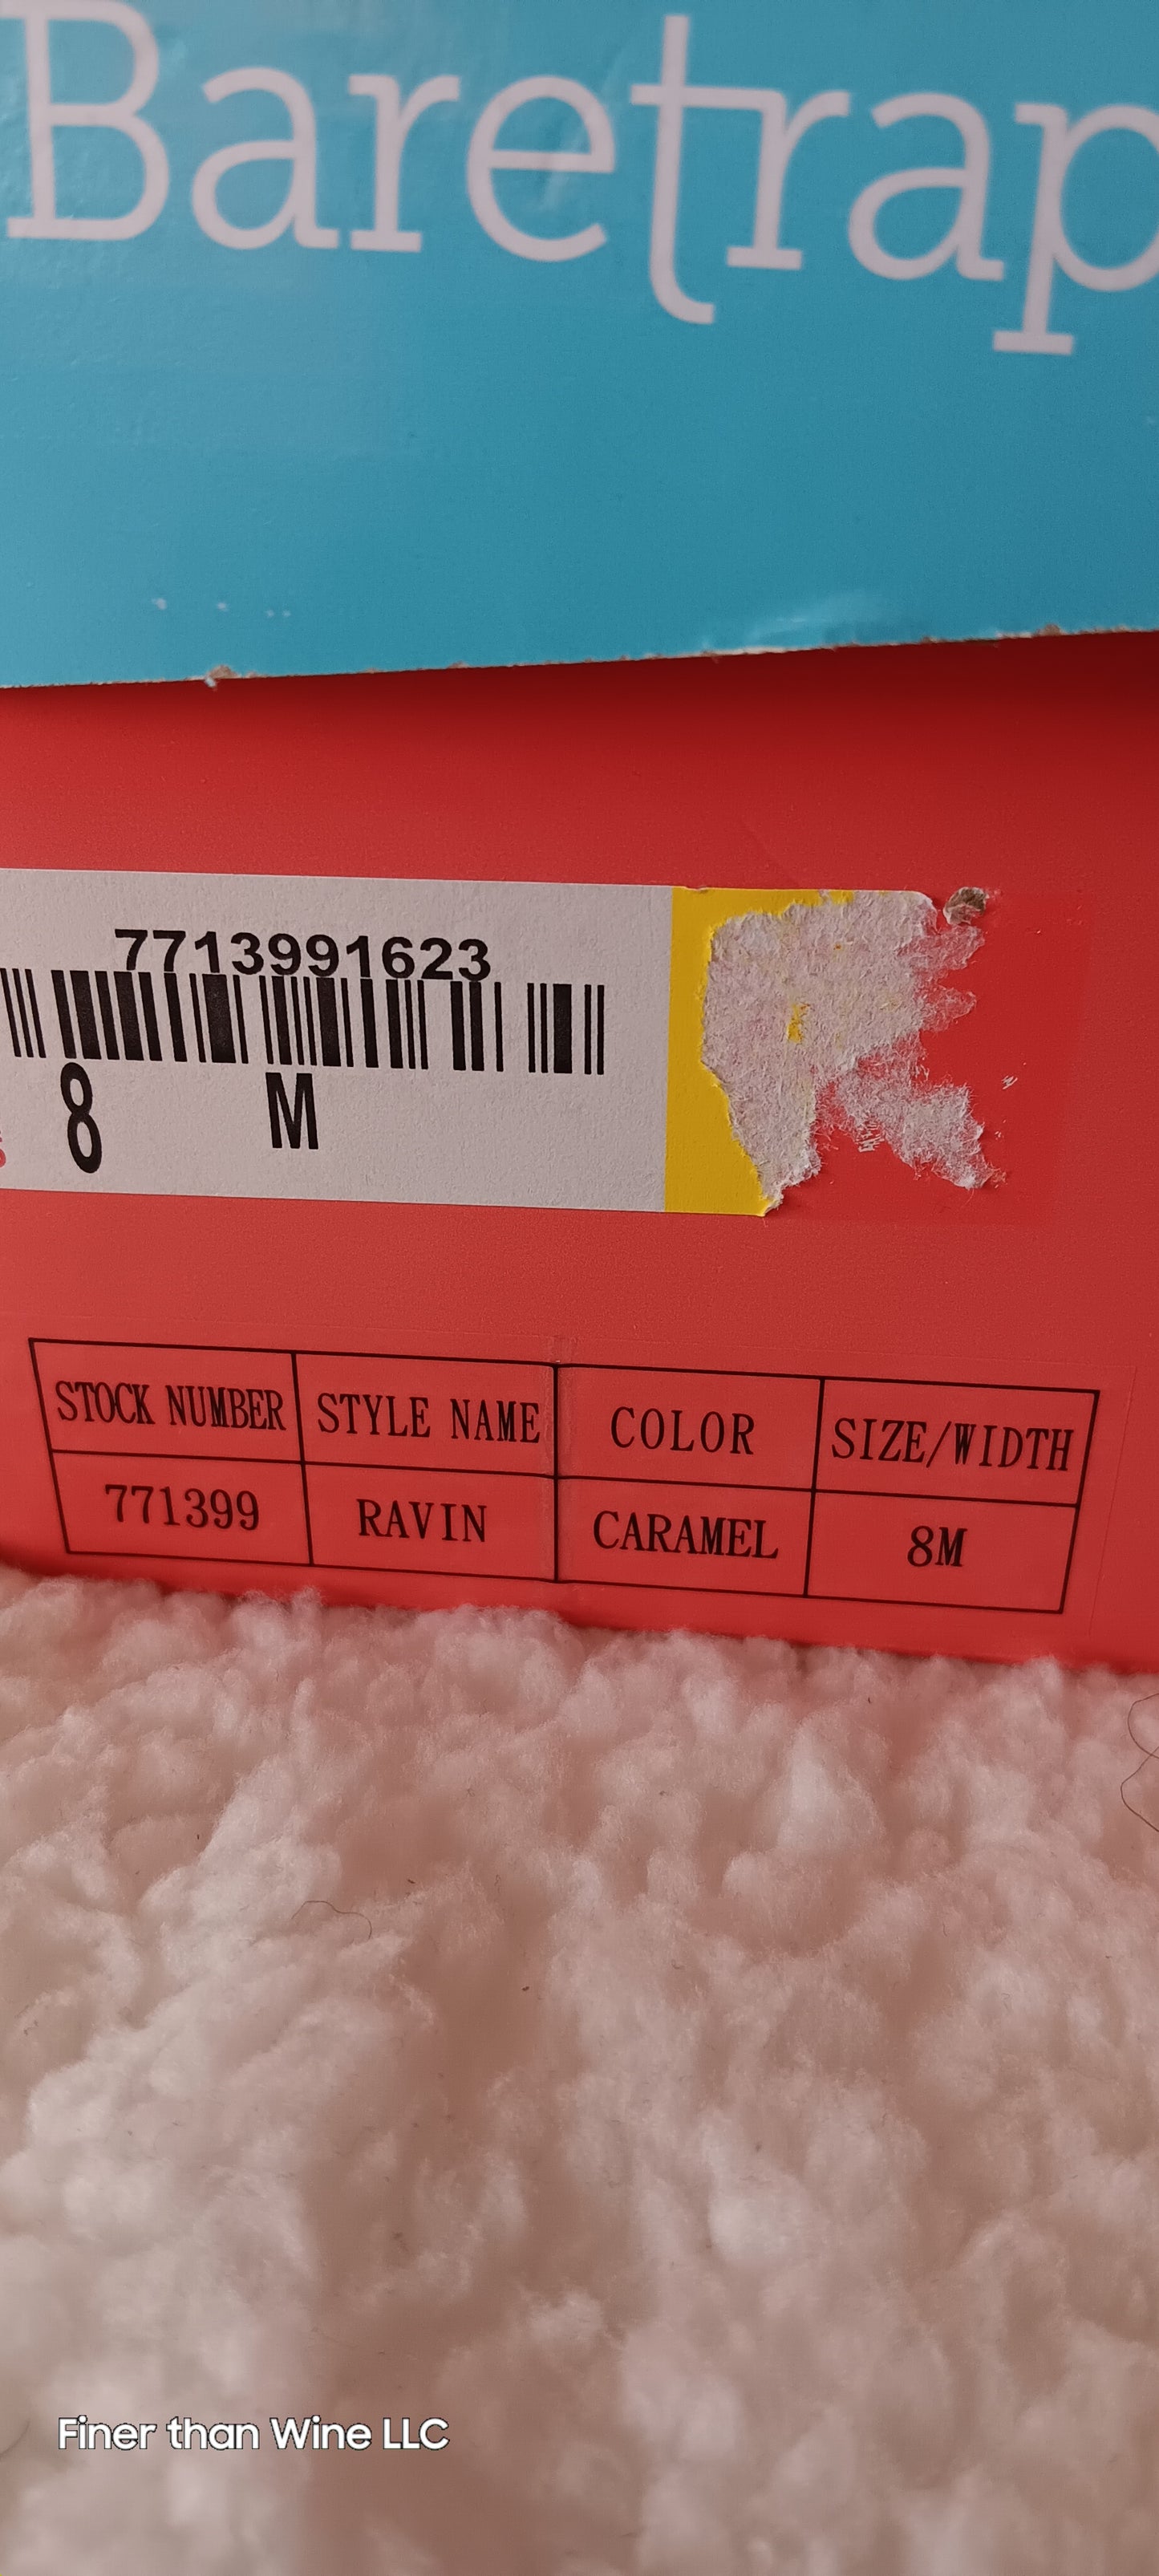 Baretrap
7713991623
8 M
STOCK NUMBER STYLE NAME COLOR SIZE/WIDTH
771399 RAVIN CARAMEL 8M
Finer than Wine LLC